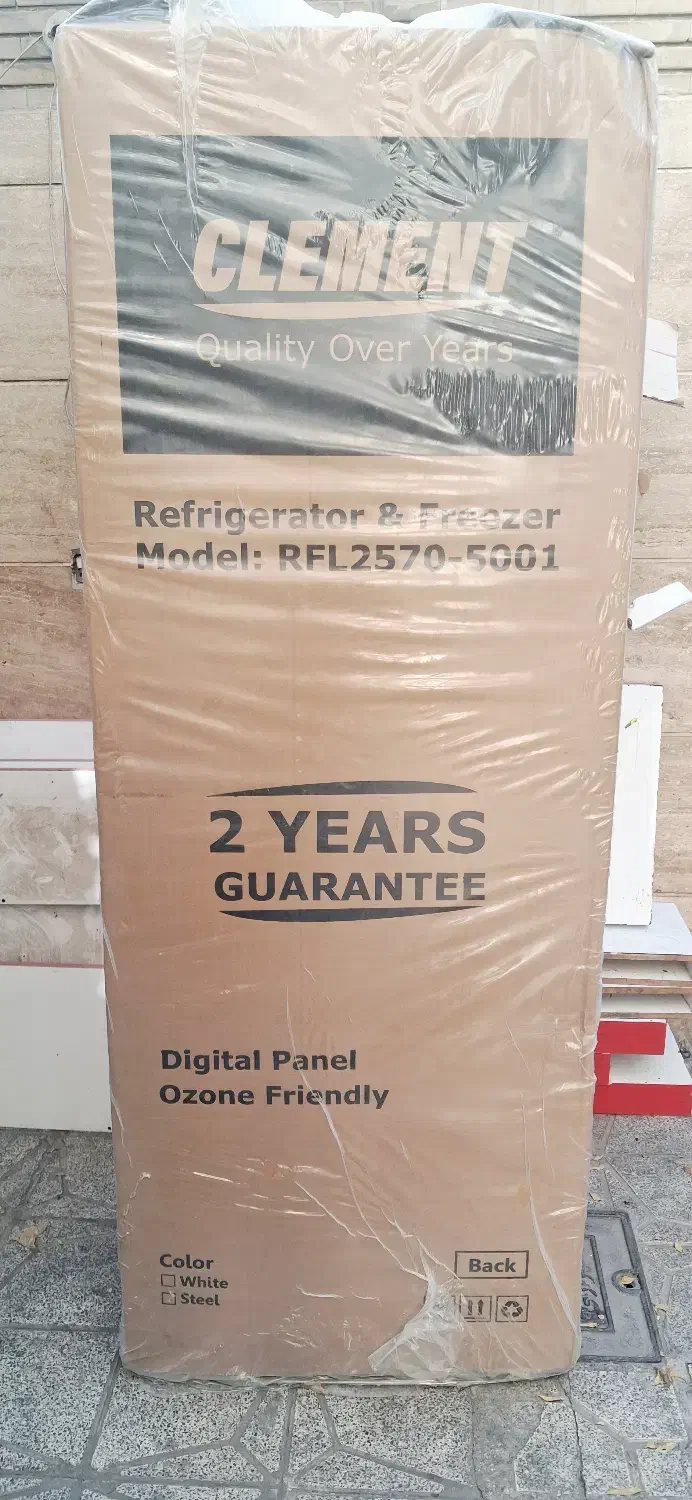 CLEMENT
Quality Over Years
Refrigerator & Freezer
Model: RFL2570-5001
2 YEARS
GUARANTEE
Digital Panel
Ozone Friendly
Color
White
Steel
Back